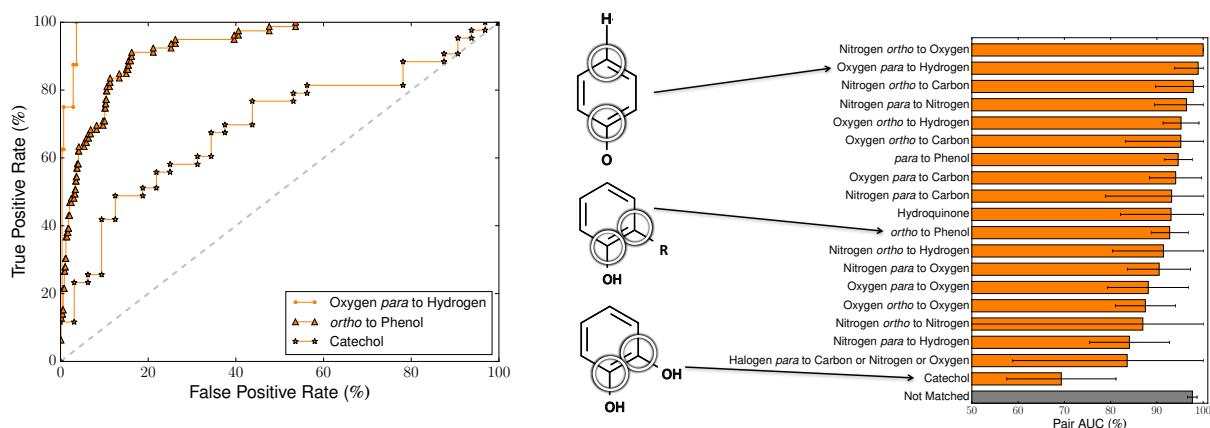 True Positive Rate (%)
100
80
60
40
20
0
0
20
40
60
80
100
False Positive Rate (%)
Oxygen para to Hydrogen
ortho to Phenol
Catechol
H
O
R
OH
OH
OH
Nitrogen ortho to Oxygen
Oxygen para to Hydrogen
Nitrogen ortho to Carbon
Nitrogen para to Nitrogen
Oxygen ortho to Hydrogen
Oxygen ortho to Carbon
para to Phenol
Oxygen para to Carbon
Nitrogen para to Carbon
Hydroquinone
ortho to Phenol
Nitrogen ortho to Hydrogen
Nitrogen para to Oxygen
Oxygen para to Oxygen
Oxygen ortho to Oxygen
Nitrogen ortho to Nitrogen
Nitrogen para to Hydrogen
Halogen para to Carbon or Nitrogen or Oxygen
Catechol
Not Matched
50
60
70
80
90
100
Pair AUC (%)